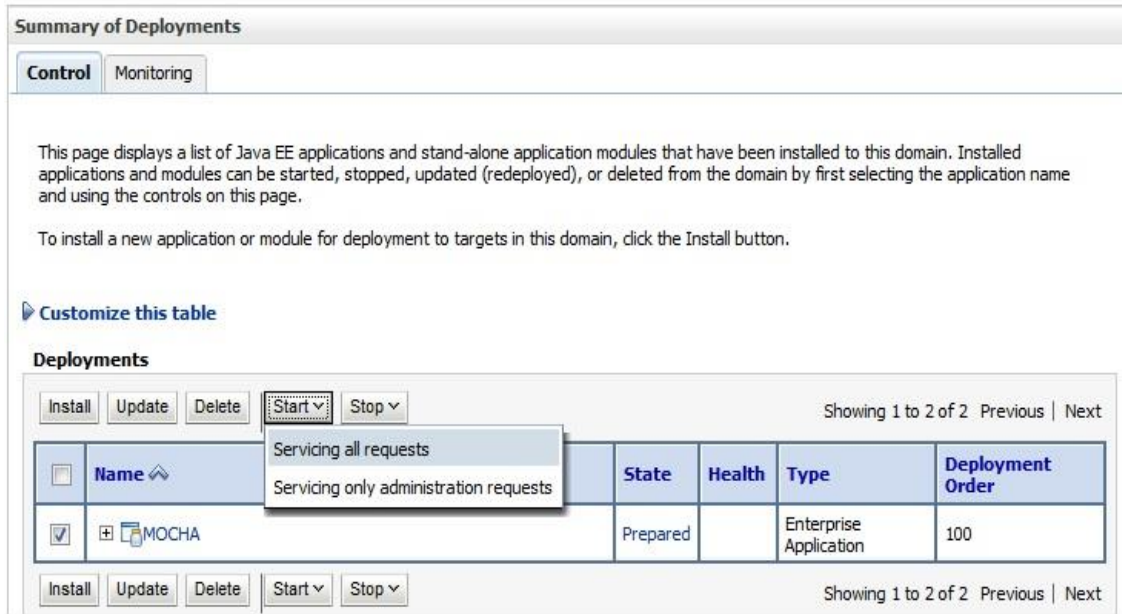 Summary of Deployments
Control Monitoring
This page displays a list of Java EE applications and stand-alone application modules that have been installed to this domain. Installed
applications and modules can be started, stopped, updated (redeployed), or deleted from the domain by first selecting the application name
and using the controls on this page.
To install a new application or module for deployment to targets in this domain, click the Install button.
Customize this table
Deployments
Install Update Delete Start Stop Showing 1 to 2 of 2 Previous | Next
Servicing all requests
Servicing only administration requests
Name State Health Type Deployment
Order
MOCHA Prepared Enterprise
Application 100
Install Update Delete Start Stop Showing 1 to 2 of 2 Previous | Next